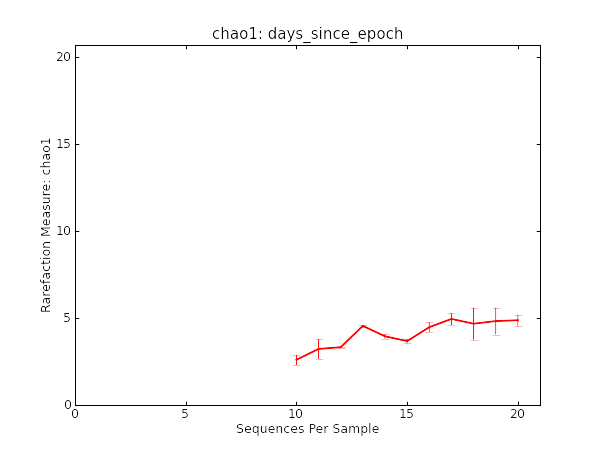 chao1: days_since_epoch
20
15
10
5
0
Rarefaction Measure: chao1
0 5 10 15 20
Sequences Per Sample